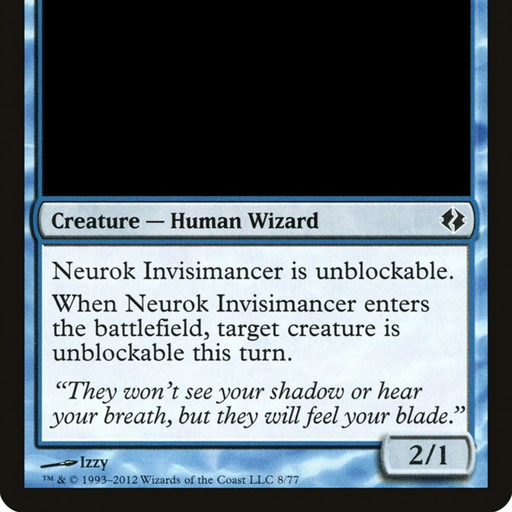 Creature — Human Wizard
Neurok Invisimancer is unblockable.
When Neurok Invisimancer enters
the battlefield, target creature is
unblockable this turn.
“They won’t see your shadow or hear
your breath, but they will feel your blade.”
2/1
Izzy
™ & © 1993–2012 Wizards of the Coast LLC 8/77